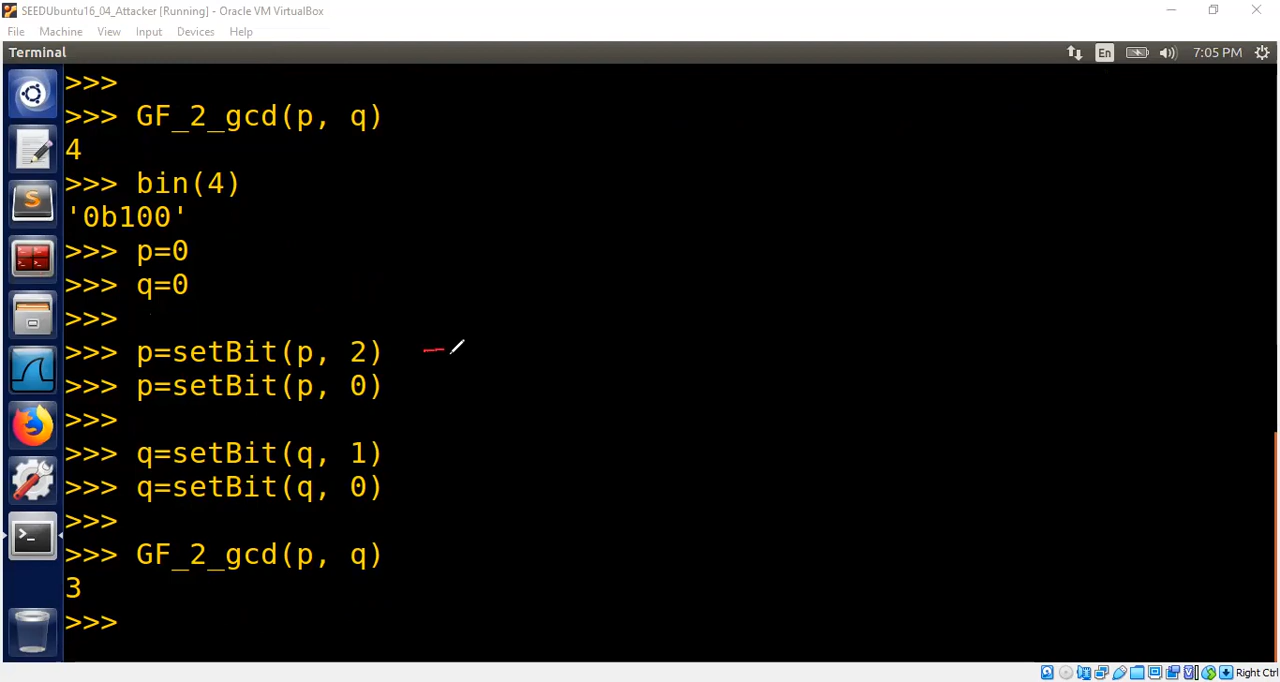 SEEDUbuntu16_04_Attacker [Running] - Oracle VM VirtualBox
File Machine View Input Devices Help
Terminal En 7:05 PM
>>>
>>> GF_2_gcd(p, q)
4
>>> bin(4)
'0b100'
>>> p=0
>>> q=0
>>>
>>> p=setBit(p, 2)
>>> p=setBit(p, 0)
>>>
>>> q=setBit(q, 1)
>>> q=setBit(q, 0)
>>>
>>> GF_2_gcd(p, q)
3
>>>
Right Ctrl